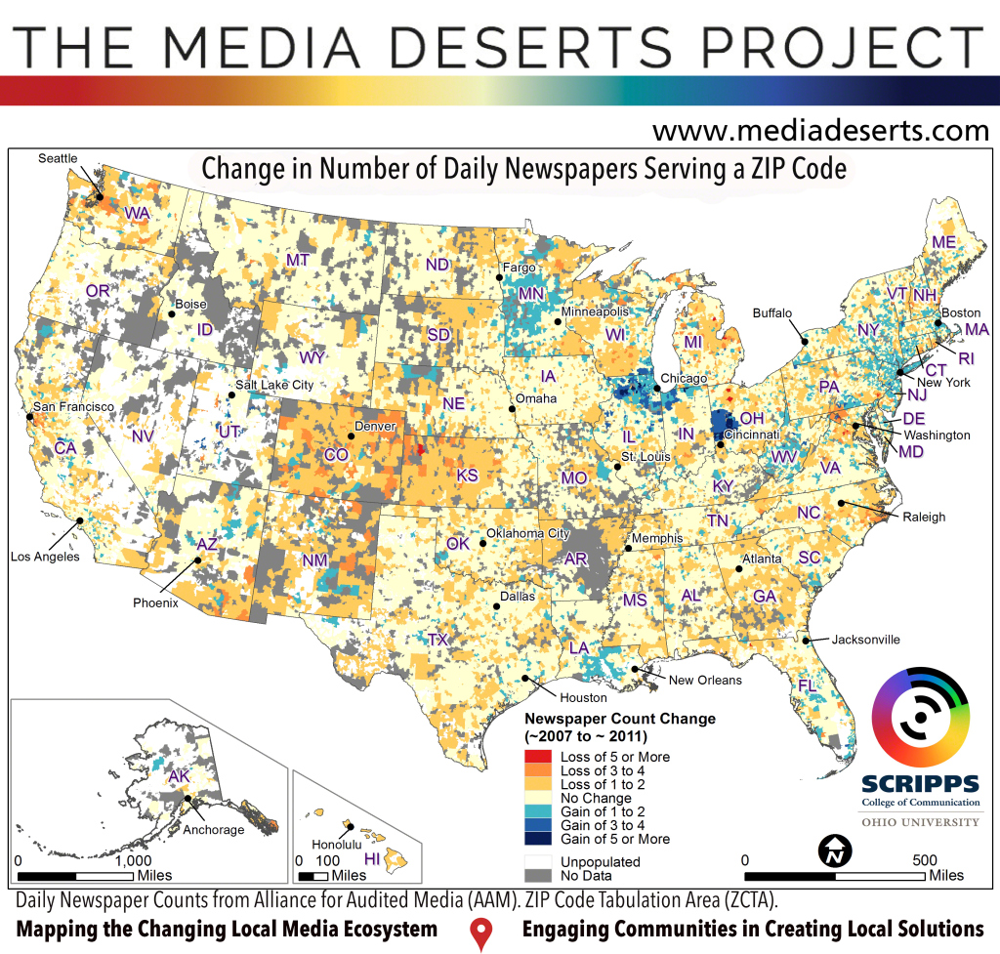 THE MEDIA DESERTS PROJECT
www.mediadeserts.com
Change in Number of Daily Newspapers Serving a ZIP Code
Seattle
WA
ME
MT
ND
Fargo
VT
NH
OR
MN
Boise
Minneapolis
Buffalo
Boston
ID
SD
WI
MI
NY
MA
WY
RI
IA
Chicago
CT
Salt Lake City
PA
New York
San Francisco
NE
Omaha
NJ
Denver
OH
DE
NV
UT
IL
IN
Cincinnati
Washington
CA
CO
St. Louis
WV
MD
KS
MO
VA
KY
NC
Raleigh
TN
Los Angeles
AZ
OK
Oklahoma City
Memphis
NM
AR
Atlanta
SC
Phoenix
Dallas
MS
AL
GA
TX
LA
Jacksonville
New Orleans
FL
Houston
Newspaper Count Change
(~2007 to ~ 2011)
Loss of 5 or More
Loss of 3 to 4
Loss of 1 to 2
No Change
Gain of 1 to 2
Gain of 3 to 4
Gain of 5 or More
Unpopulated
No Data
AK
Anchorage
0 1,000
Miles
Honolulu
HI
0 100
Miles
SCRIPPS
College of Communication
OHIO UNIVERSITY
N
0 500
Miles
Daily Newspaper Counts from Alliance for Audited Media (AAM). ZIP Code Tabulation Area (ZCTA).
Mapping the Changing Local Media Ecosystem Engaging Communities in Creating Local Solutions